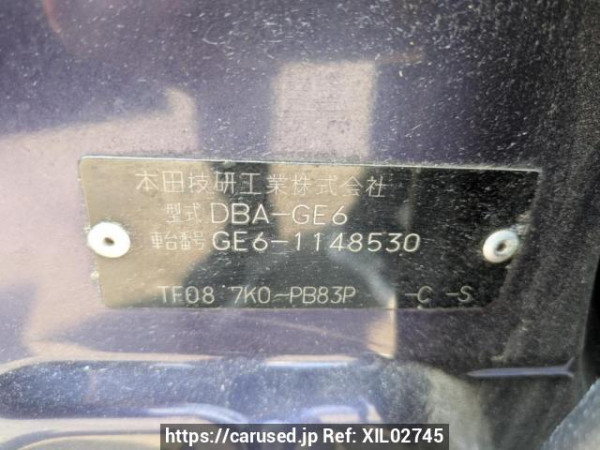 本田技研工業株式会社
型式 DBA-GE6
車台番号 GE6-1148530
TF08 7K0-PB83P -C -S
https://carused.jp Ref: XIL02745